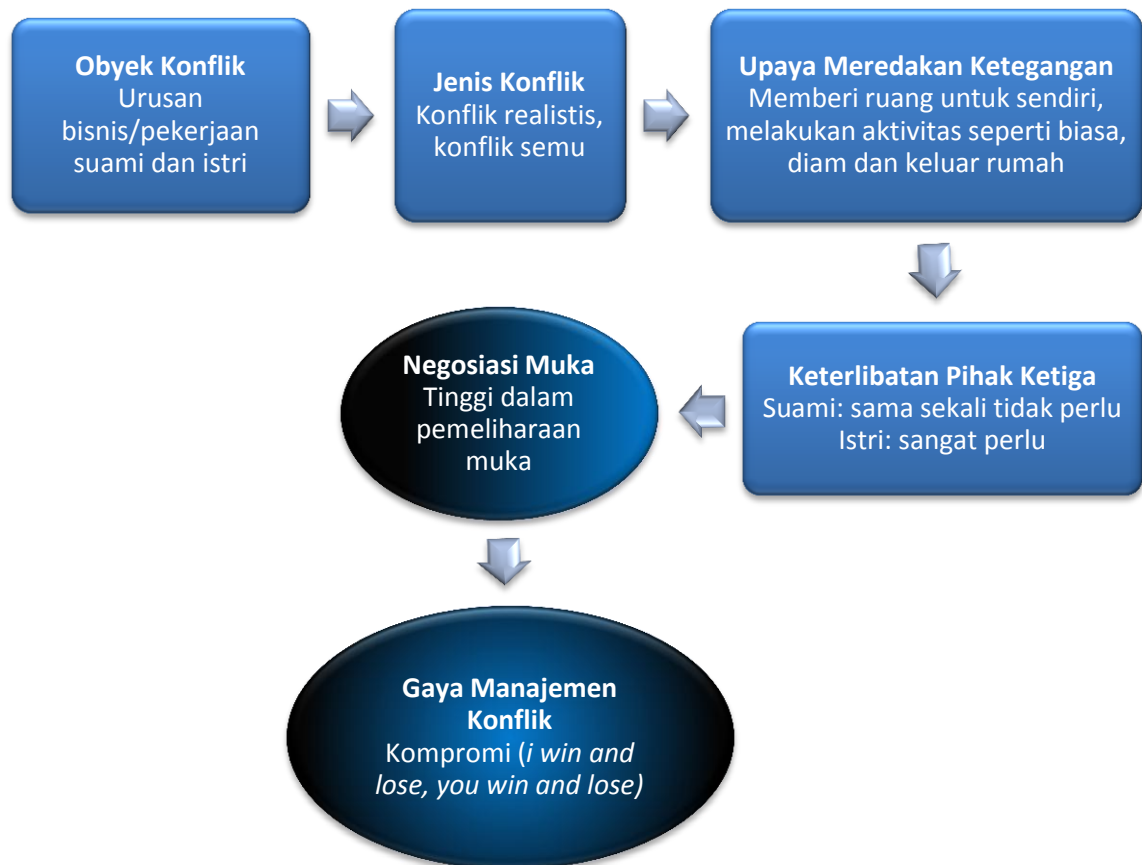 Obyek Konflik
Urusan
bisnis/pekerjaan
suami dan istri
Jenis Konflik
Konflik realistis,
konflik semu
Upaya Meredakan Ketegangan
Memberi ruang untuk sendiri,
melakukan aktivitas seperti biasa,
diam dan keluar rumah
Keterlibatan Pihak Ketiga
Suami: sama sekali tidak perlu
Istri: sangat perlu
Negosiasi Muka
Tinggi dalam
pemeliharaan
muka
Gaya Manajemen
Konflik
Kompromi (i win and
lose, you win and lose)